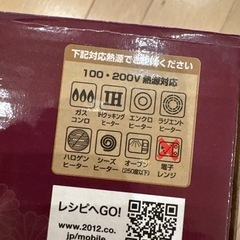 下記対応熱源でご使用ください
100・200V 熱源対応
ガス
コンロ
IH
IHクッキング
ヒーター
エンクロ
ヒーター
ラジエント
ヒーター
ハロゲン
ヒーター
シーズ
ヒーター
オーブン
(250度以下)
電子
レンジ
レシピへGO!
www.2012.co.
jp/mobile